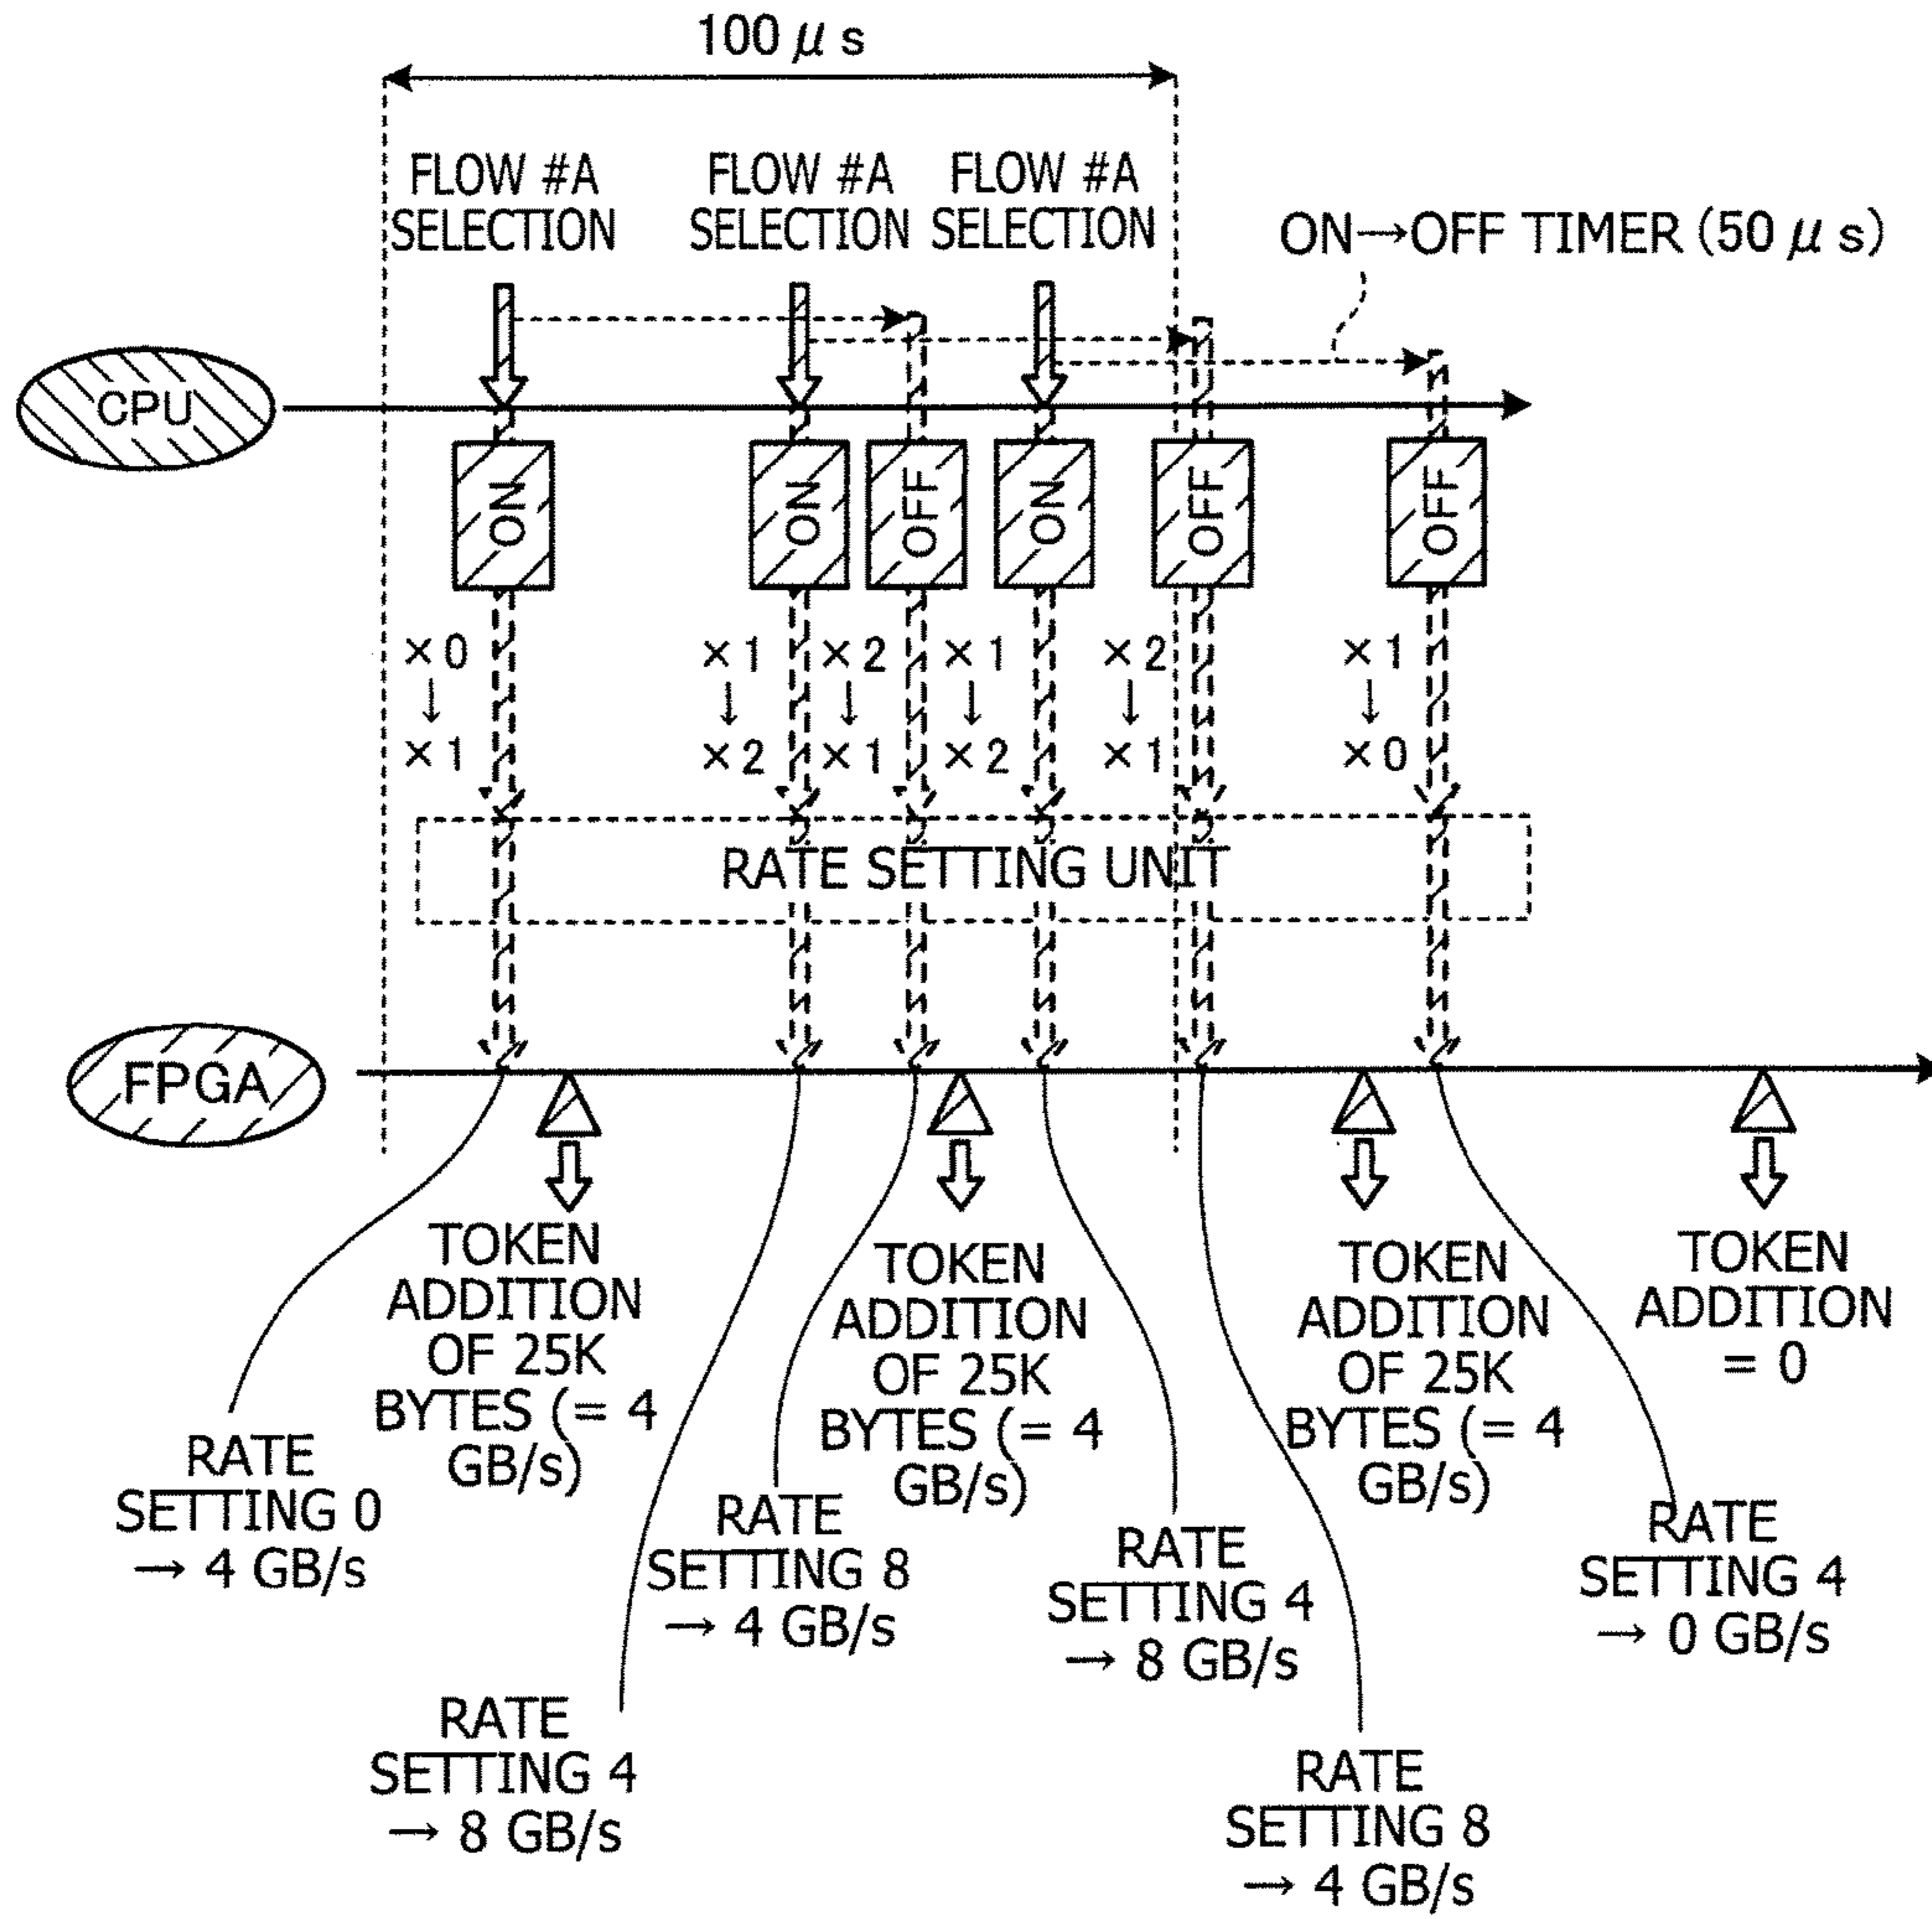 100 μ s
FLOW #A
SELECTION
FLOW #A
SELECTION
FLOW #A
SELECTION
ON→OFF TIMER (50 μ s)
CPU
ON
ON
OFF
ON
OFF
OFF
×0
↓
×1
×1
↓
×2
×2
↓
×1
×1
↓
×2
×2
↓
×1
×1
↓
×0
RATE SETTING UNIT
FPGA
TOKEN
ADDITION
OF 25K
BYTES (= 4
GB/s)
TOKEN
ADDITION
OF 25K
BYTES (= 4
GB/s)
TOKEN
ADDITION
OF 25K
BYTES (= 4
GB/s)
TOKEN
ADDITION
= 0
RATE
SETTING 0
→ 4 GB/s
RATE
SETTING 4
→ 8 GB/s
RATE
SETTING 8
→ 4 GB/s
RATE
SETTING 4
→ 8 GB/s
RATE
SETTING 8
→ 4 GB/s
RATE
SETTING 4
→ 0 GB/s